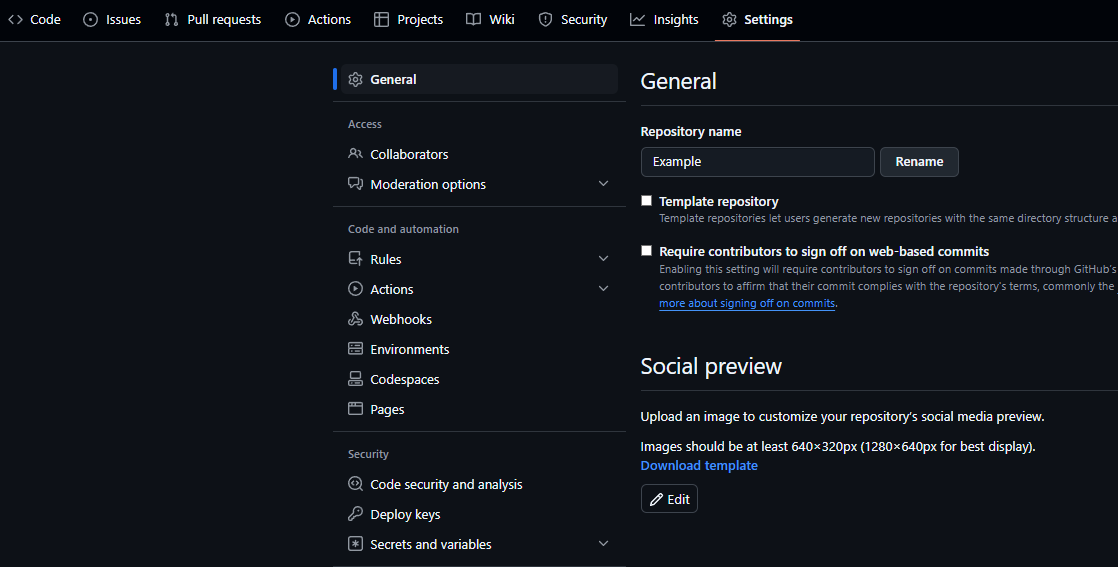 Code Issues Pull requests Actions Projects Wiki Security Insights Settings
General
Access
Collaborators
Moderation options
Code and automation
Rules
Actions
Webhooks
Environments
Codespaces
Pages
Security
Code security and analysis
Deploy keys
Secrets and variables
General
Repository name
Example Rename
Template repository
Template repositories let users generate new repositories with the same directory structure a
Require contributors to sign off on web-based commits
Enabling this setting will require contributors to sign off on commits made through GitHub's
contributors to affirm that their commit complies with the repository's terms, commonly the
more about signing off on commits.
Social preview
Upload an image to customize your repository's social media preview.
Images should be at least 640×320px (1280×640px for best display).
Download template
Edit